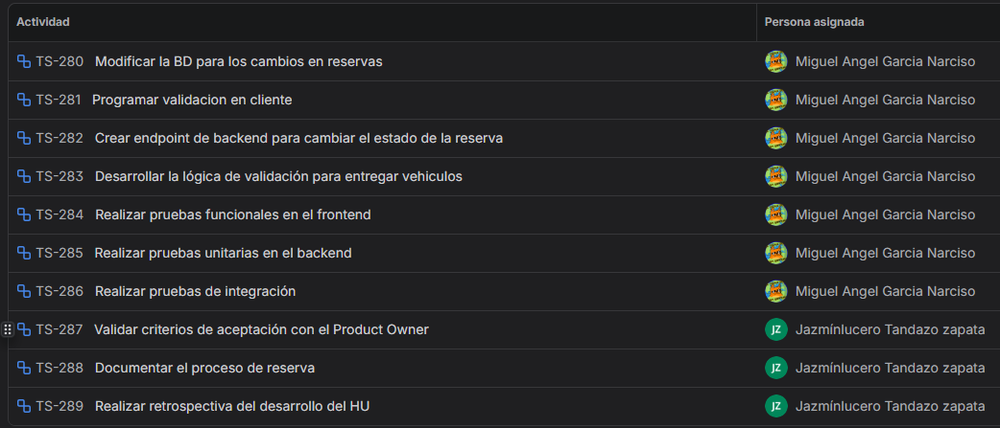 Actividad Persona asignada
TS-280 Modificar la BD para los cambios en reservas Miguel Angel Garcia Narciso
TS-281 Programar validacion en cliente Miguel Angel Garcia Narciso
TS-282 Crear endpoint de backend para cambiar el estado de la reserva Miguel Angel Garcia Narciso
TS-283 Desarrollar la lógica de validación para entregar vehiculos Miguel Angel Garcia Narciso
TS-284 Realizar pruebas funcionales en el frontend Miguel Angel Garcia Narciso
TS-285 Realizar pruebas unitarias en el backend Miguel Angel Garcia Narciso
TS-286 Realizar pruebas de integración Miguel Angel Garcia Narciso
TS-287 Validar criterios de aceptación con el Product Owner JZ Jazmínlucero Tandazo zapata
TS-288 Documentar el proceso de reserva JZ Jazmínlucero Tandazo zapata
TS-289 Realizar retrospectiva del desarrollo del HU JZ Jazmínlucero Tandazo zapata